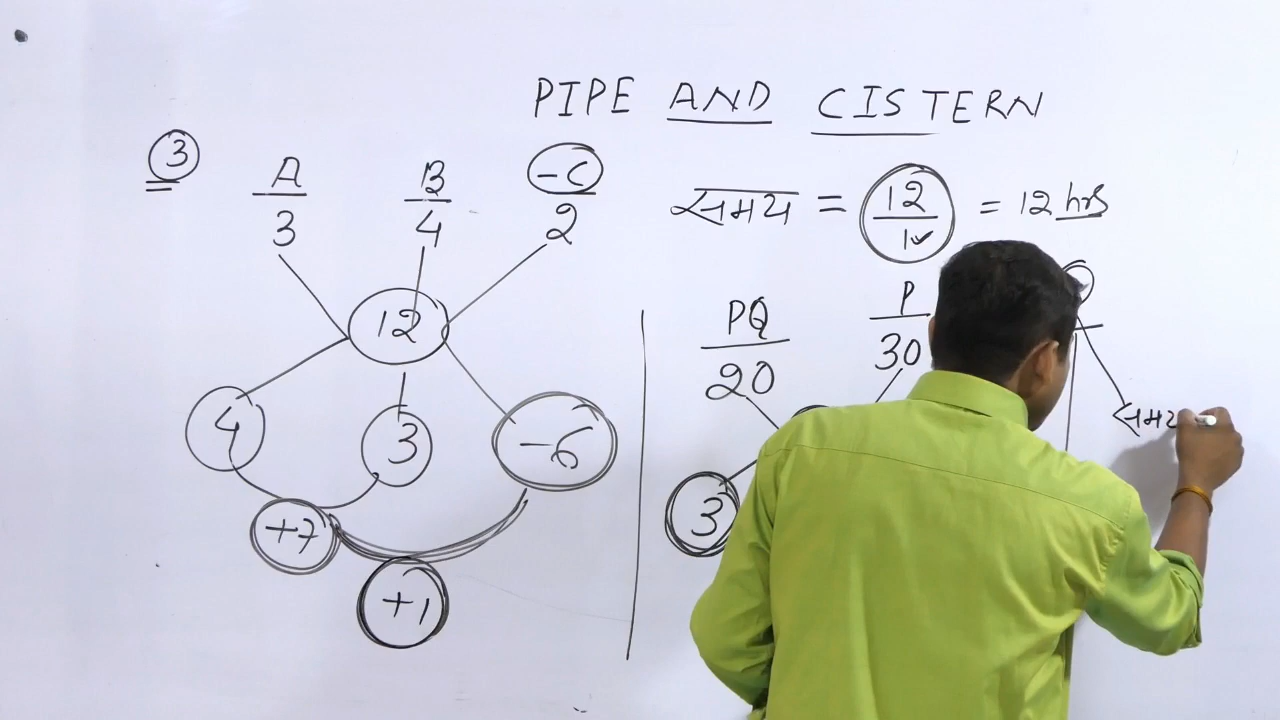 PIPE AND CISTERN
3
A B -C
3 4 2
12
4 3 -6
+7
+1
समय = 12/1 = 12 hrs
PQ P
20 30
3
समय